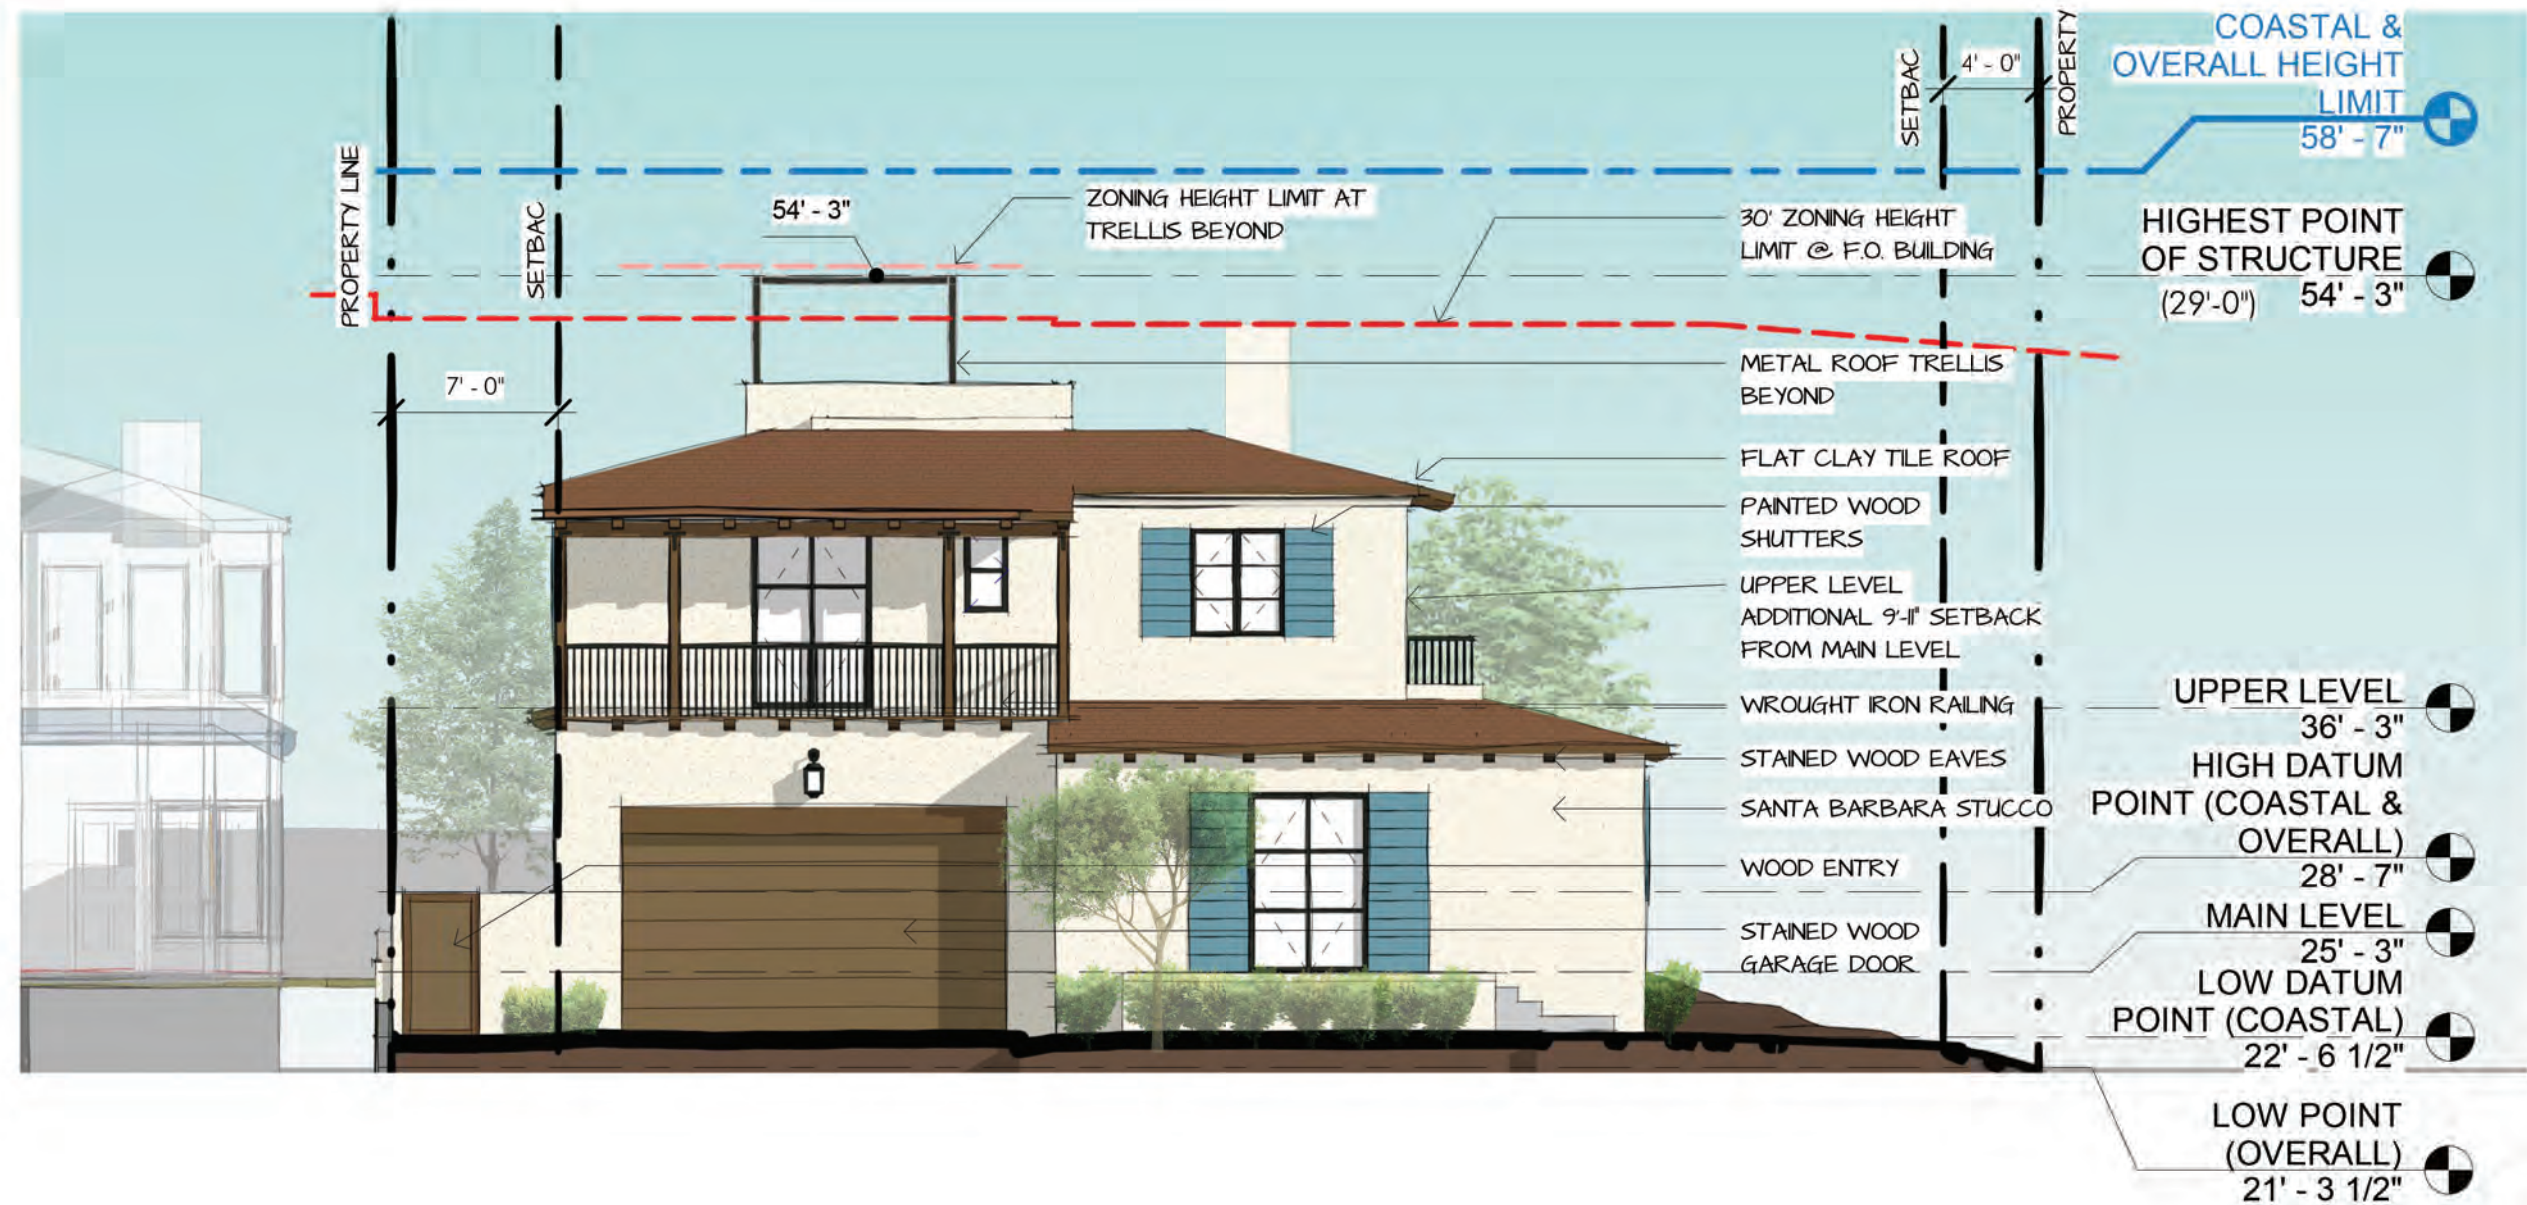 COASTAL &
OVERALL HEIGHT
LIMIT
58' - 7"
PROPERTY
4' - 0"
SETBAC
PROPERTY LINE
SETBAC
54' - 3"
ZONING HEIGHT LIMIT AT
TRELLIS BEYOND
30' ZONING HEIGHT
LIMIT @ F.O. BUILDING
HIGHEST POINT
OF STRUCTURE
(29'-0") 54' - 3"
7' - 0"
METAL ROOF TRELLIS
BEYOND
FLAT CLAY TILE ROOF
PAINTED WOOD
SHUTTERS
UPPER LEVEL
ADDITIONAL 9'-11" SETBACK
FROM MAIN LEVEL
WROUGHT IRON RAILING
STAINED WOOD EAVES
SANTA BARBARA STUCCO
WOOD ENTRY
STAINED WOOD
GARAGE DOOR
UPPER LEVEL
36' - 3"
HIGH DATUM
POINT (COASTAL &
OVERALL)
28' - 7"
MAIN LEVEL
25' - 3"
LOW DATUM
POINT (COASTAL)
22' - 6 1/2"
LOW POINT
(OVERALL)
21' - 3 1/2"